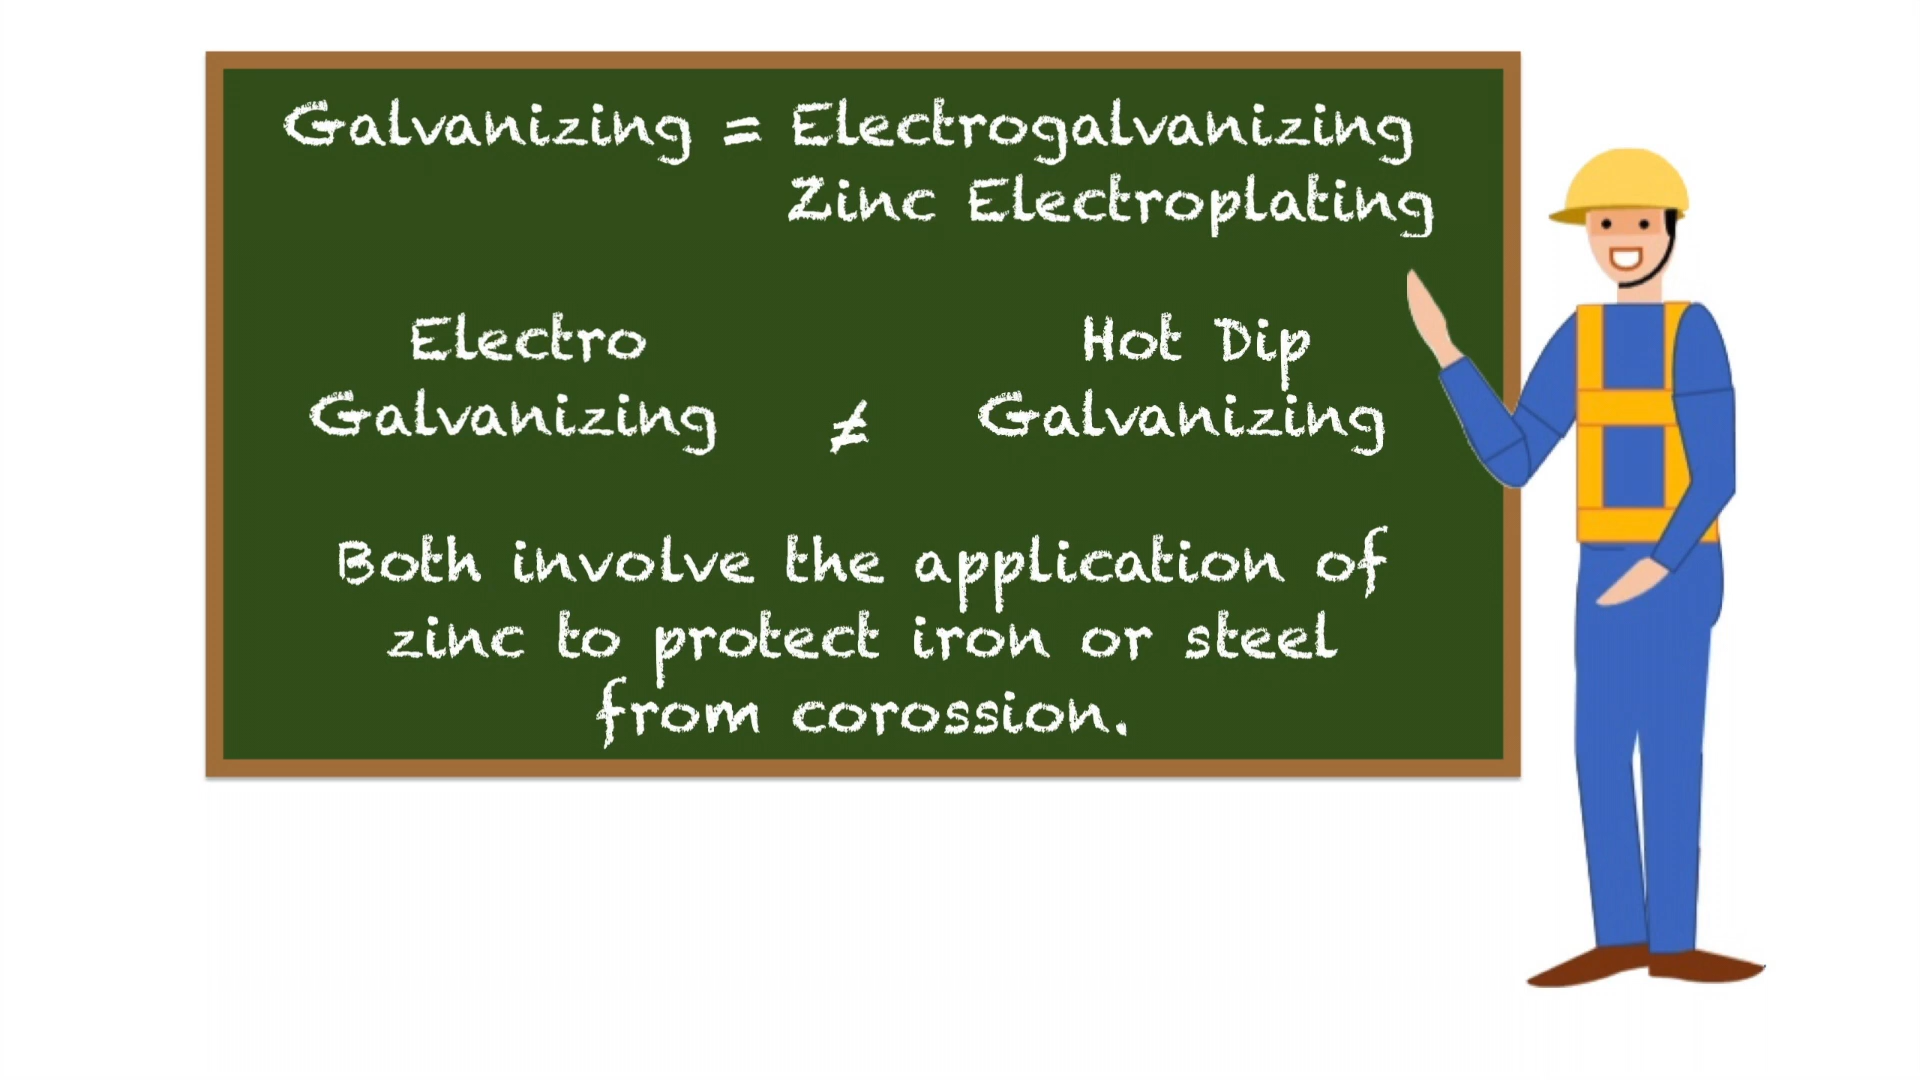 Galvanizing = Electrogalvanizing
Zinc Electroplating
Electro
Galvanizing
≠
Hot Dip
Galvanizing
Both involve the application of
zinc to protect iron or steel
from corossion.